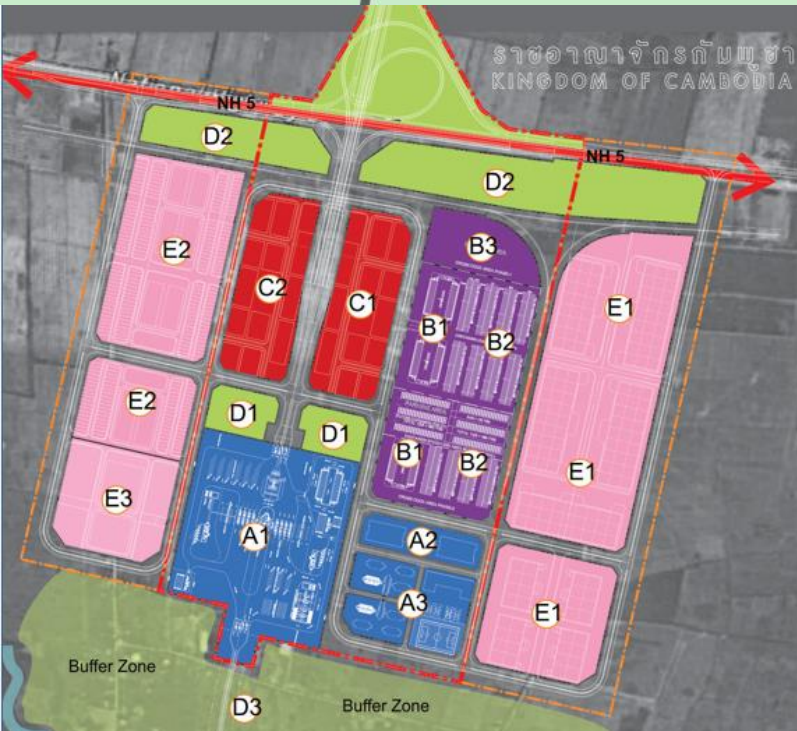 ราชอาณาจักรกัมพูชา
KINGDOM OF CAMBODIA
NH 5
NH 5
D2
D2
E2
B3
C2
C1
E1
B1
B2
E2
D1
D1
B1
B2
E1
E3
A1
A2
A3
E1
Buffer Zone
D3
Buffer Zone